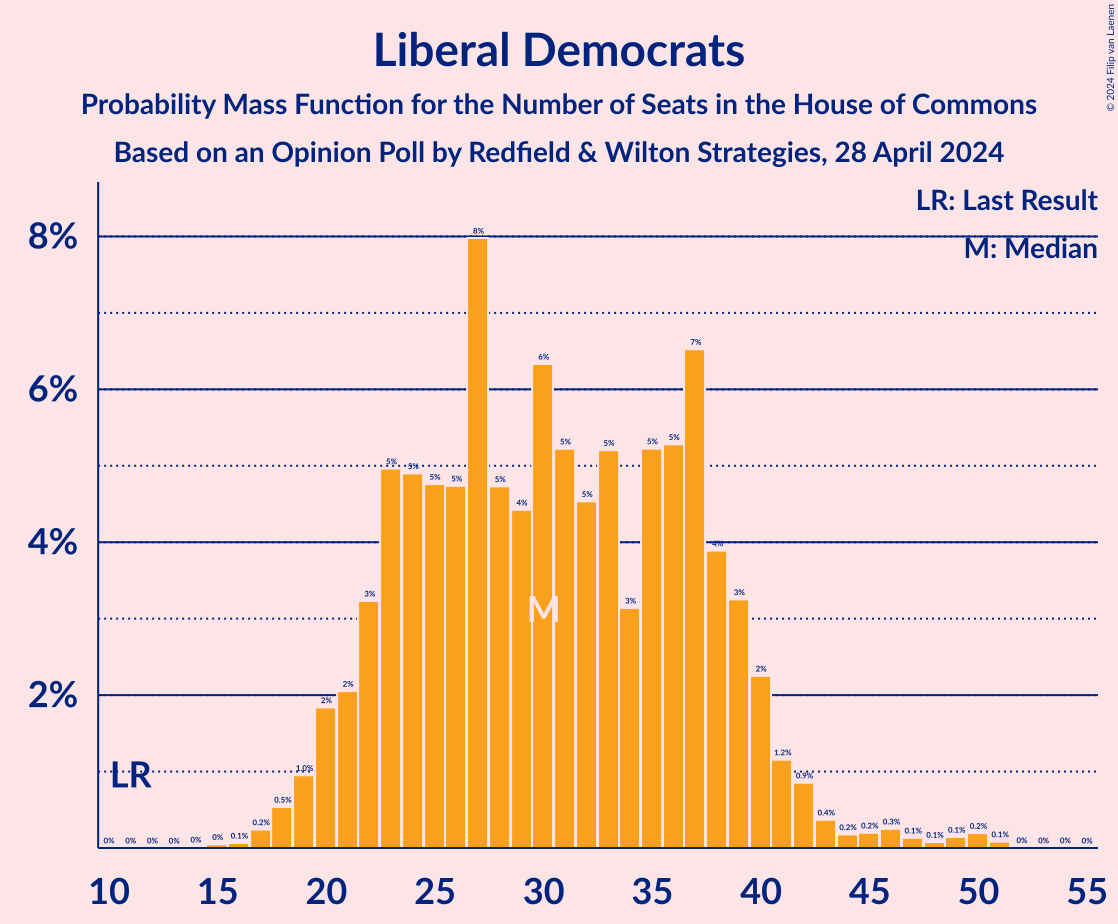 Liberal Democrats
Probability Mass Function for the Number of Seats in the House of Commons
Based on an Opinion Poll by Redfield & Wilton Strategies, 28 April 2024
© 2024 Filip van Laenen
LR: Last Result
M: Median
8%
6%
4%
2%
0% 0% 0% 0% 0% 0% 0.1% 0.2% 0.5% 1.0% 2% 2% 3% 5% 5% 5% 5% 8% 5% 4% 6% 5% 5% 5% 3% 5% 5% 7% 4% 3% 2% 1.2% 0.9% 0.4% 0.2% 0.2% 0.3% 0.1% 0.1% 0.1% 0.2% 0.1% 0% 0% 0% 0%
M
LR
10 15 20 25 30 35 40 45 50 55